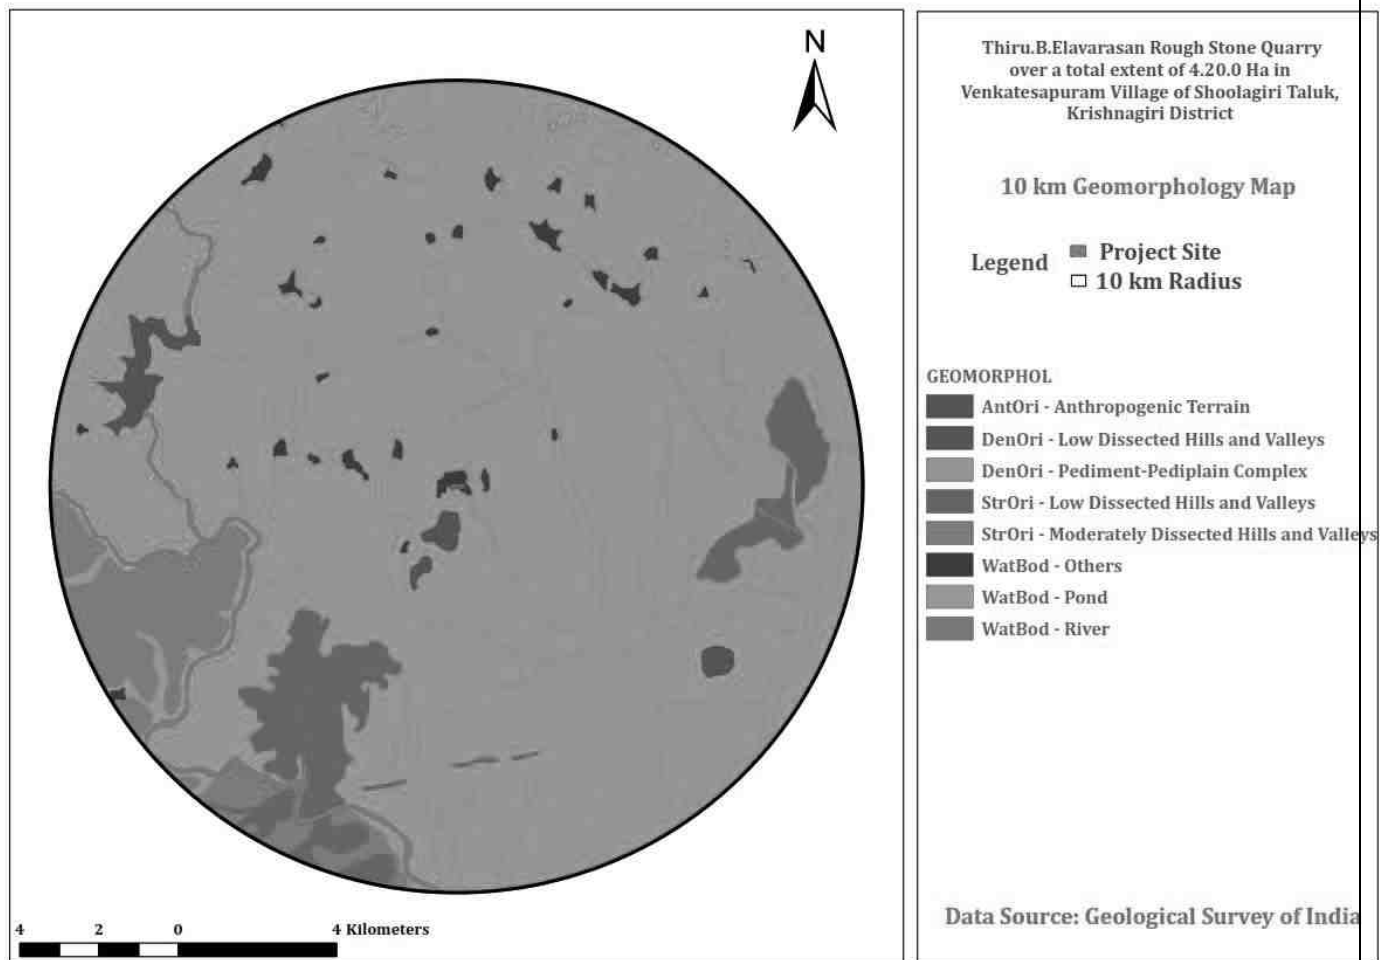 N
4 2 0 4 Kilometers
Thiru.B.Elavarasan Rough Stone Quarry
over a total extent of 4.20.0 Ha in
Venkatesapuram Village of Shoolagiri Taluk,
Krishnagiri District
10 km Geomorphology Map
Legend
Project Site
10 km Radius
GEOMORPHOL
AntOri - Anthropogenic Terrain
DenOri - Low Dissected Hills and Valleys
DenOri - Pediment-Pediplain Complex
StrOri - Low Dissected Hills and Valleys
StrOri - Moderately Dissected Hills and Valleys
WatBod - Others
WatBod - Pond
WatBod - River
Data Source: Geological Survey of India